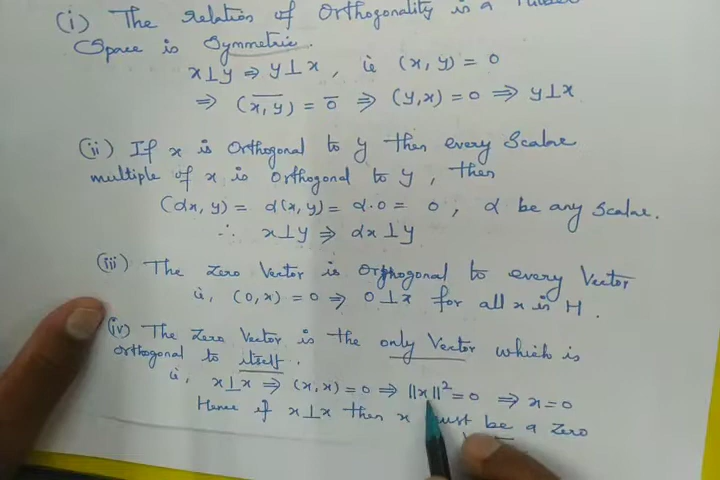 (i) The relation of Orthogonality in a
Space is Symmetric.
x⊥y ⇒ y⊥x , ie (x, y) = 0
⇒ (\overline{x, y}) = \overline{0} ⇒ (y, x) = 0 ⇒ y⊥x
(ii) If x is Orthogonal to y then every Scalar
multiple of x is orthogonal to y , then
(αx, y) = α(x, y) = α·0 = 0 , α be any scalar.
∴ x⊥y ⇒ αx⊥y
(iii) The Zero Vector is Orthogonal to every Vector
ie, (0, x) = 0 ⇒ 0⊥x for all x in H .
(iv) The Zero Vector is the only Vector which is
orthogonal to itself .
ie, x⊥x ⇒ (x, x) = 0 ⇒ ||x||² = 0 ⇒ x = 0
Hence if x⊥x then x must be a Zero